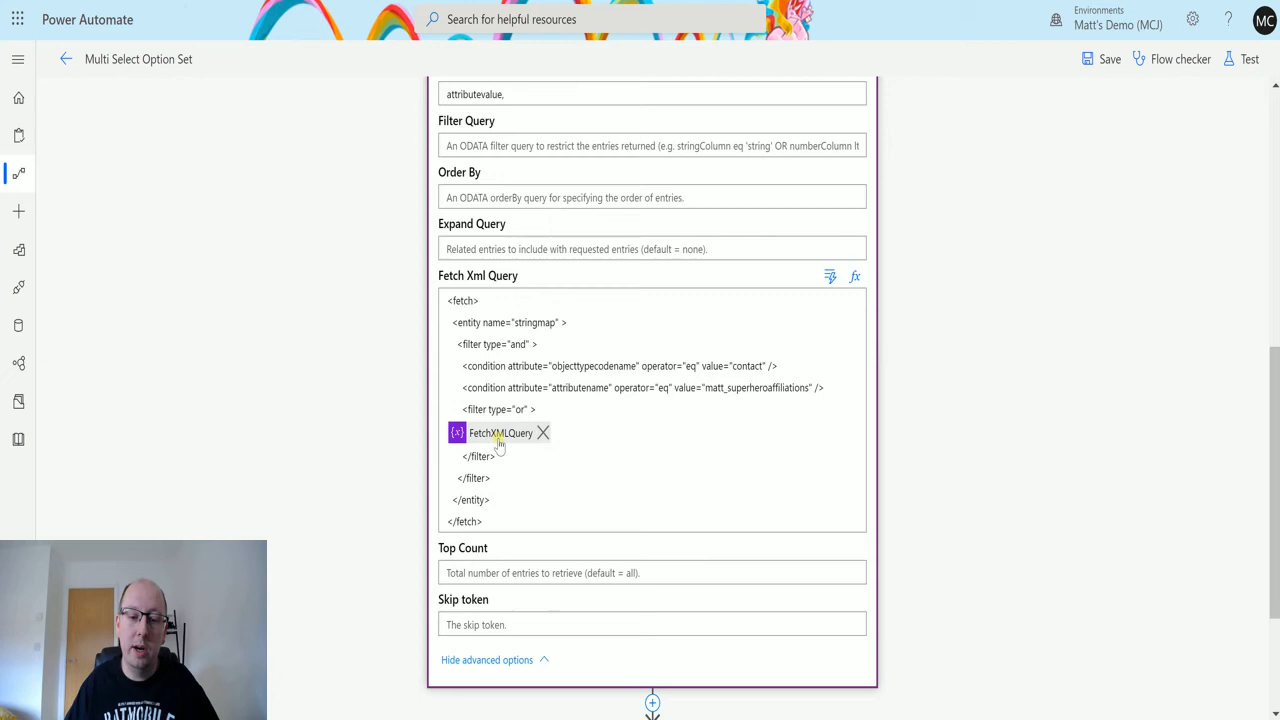 Power Automate
Search for helpful resources
Environments
Matt's Demo (MCJ)
MC
Multi Select Option Set
Save
Flow checker
Test
attributevalue,
Filter Query
An ODATA filter query to restrict the entries returned (e.g. stringColumn eq 'string' OR numberColumn lt
Order By
An ODATA orderBy query for specifying the order of entries.
Expand Query
Related entries to include with requested entries (default = none).
Fetch Xml Query
fx
<fetch>
<entity name="stringmap" >
<filter type="and" >
<condition attribute="objecttypecodename" operator="eq" value="contact" />
<condition attribute="attributename" operator="eq" value="matt_superheroaffiliations" />
<filter type="or" >
{x} FetchXMLQuery
</filter>
</filter>
</entity>
</fetch>
Top Count
Total number of entries to retrieve (default = all).
Skip token
The skip token.
Hide advanced options
BATMOBILE